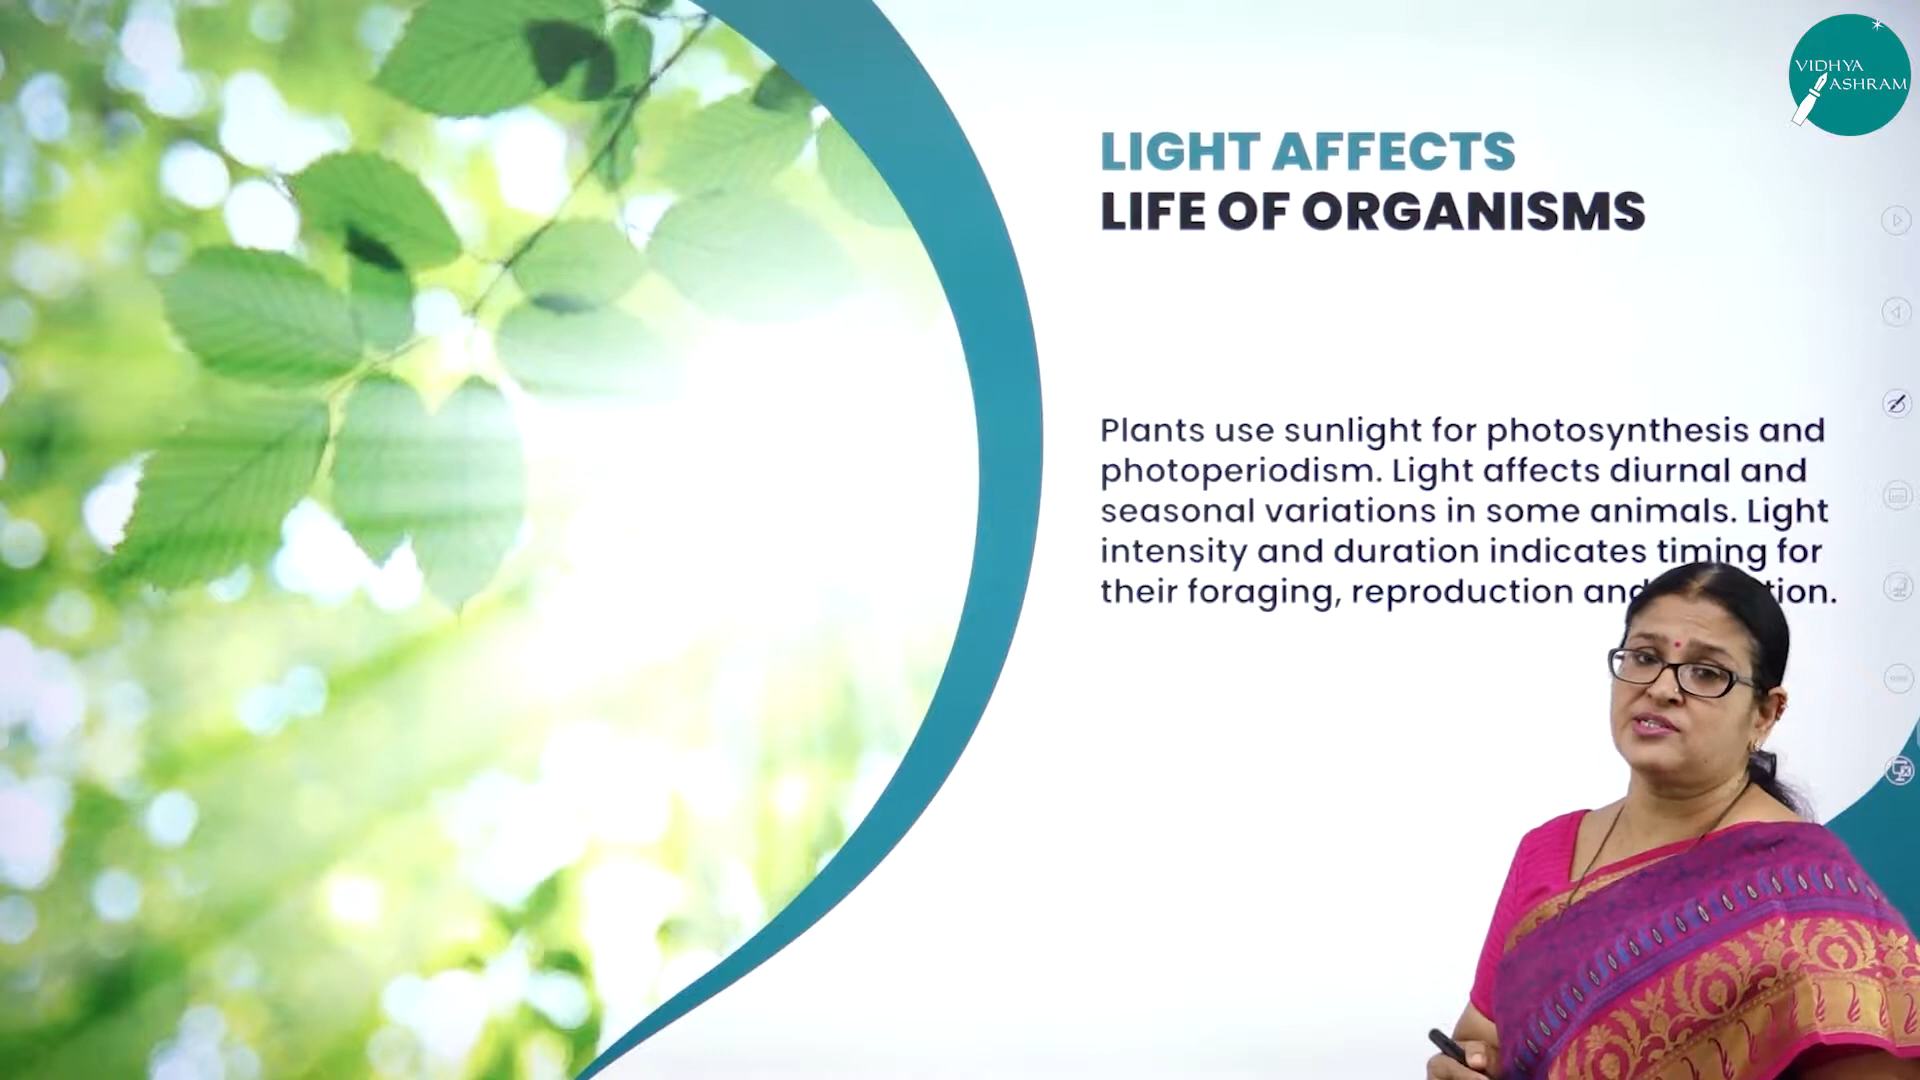 VIDHYA
ASHRAM
LIGHT AFFECTS
LIFE OF ORGANISMS
Plants use sunlight for photosynthesis and
photoperiodism. Light affects diurnal and
seasonal variations in some animals. Light
intensity and duration indicates timing for
their foraging, reproduction and